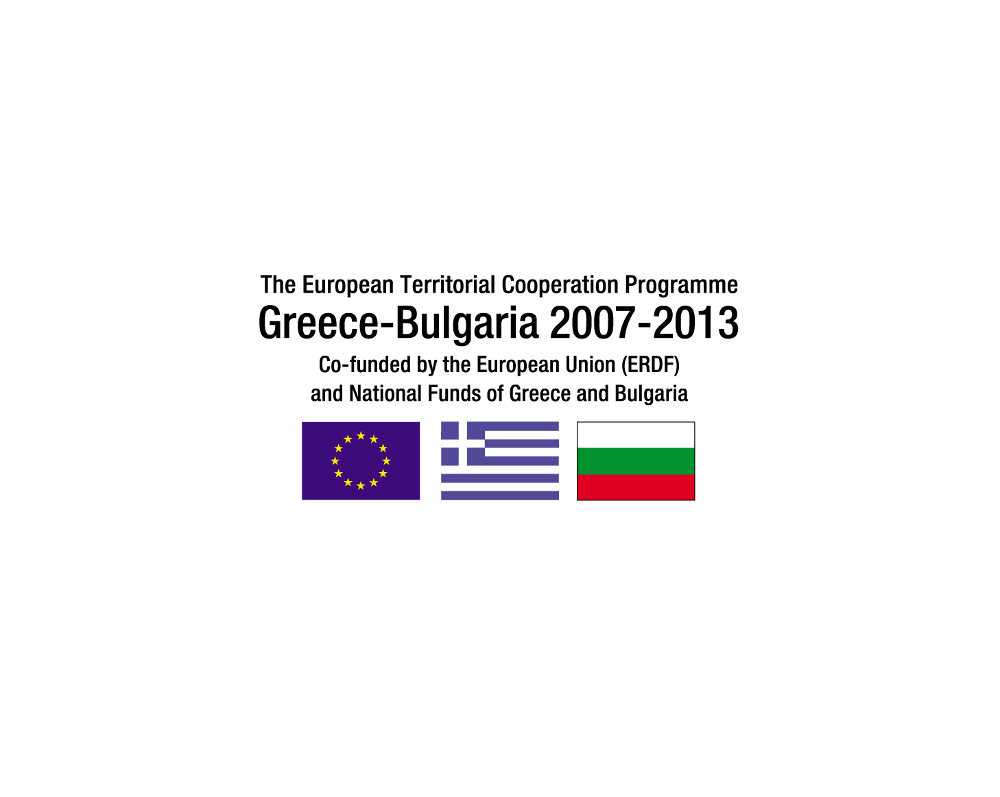 The European Territorial Cooperation Programme
Greece-Bulgaria 2007-2013
Co-funded by the European Union (ERDF)
and National Funds of Greece and Bulgaria